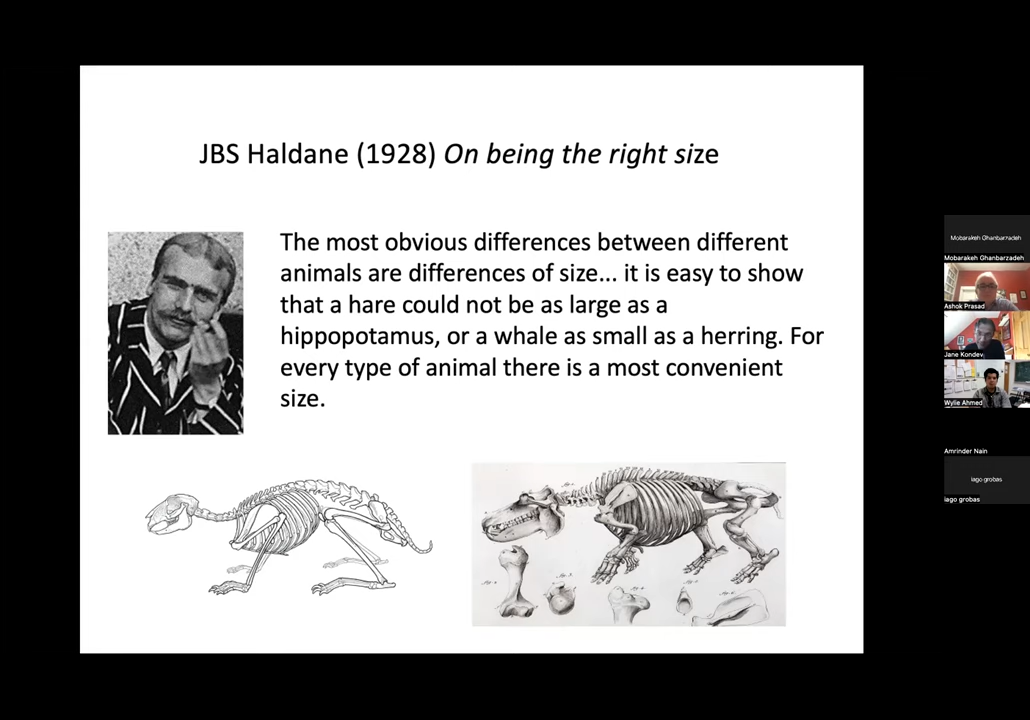 JBS Haldane (1928) On being the right size
The most obvious differences between different
animals are differences of size... it is easy to show
that a hare could not be as large as a
hippopotamus, or a whale as small as a herring. For
every type of animal there is a most convenient
size.
Mobarakeh Ghanbarzadeh
Mobarakeh Ghanbarzadeh
Ashok Prasad
Jane Kondev
Wylie Ahmed
Amrinder Nain
iago grobas
iago grobas